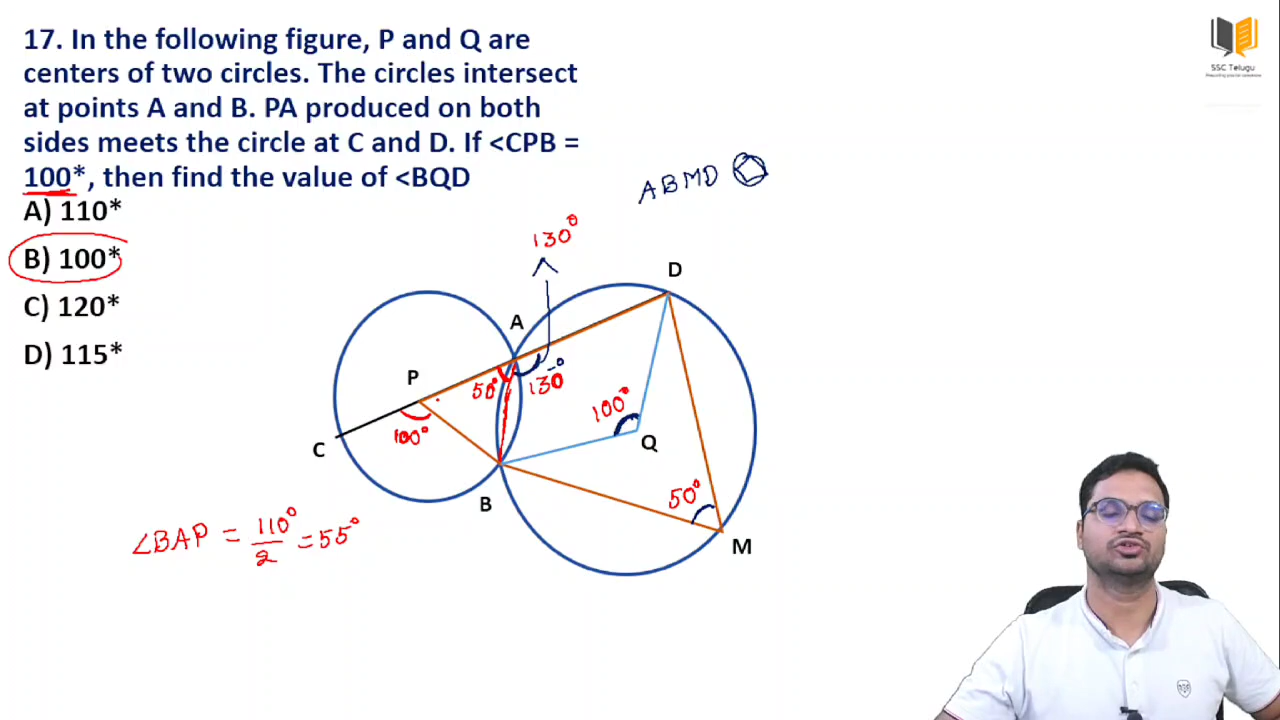 17. In the following figure, P and Q are
centers of two circles. The circles intersect
at points A and B. PA produced on both
sides meets the circle at C and D. If <CPB =
100*, then find the value of <BQD
A) 110*
B) 100*
C) 120*
D) 115*
SSC Telugu
ABMD
130°
D
A
P
50°
130°
100°
Q
C
100°
B
50°
M
∠BAP = 110°/2 = 55°